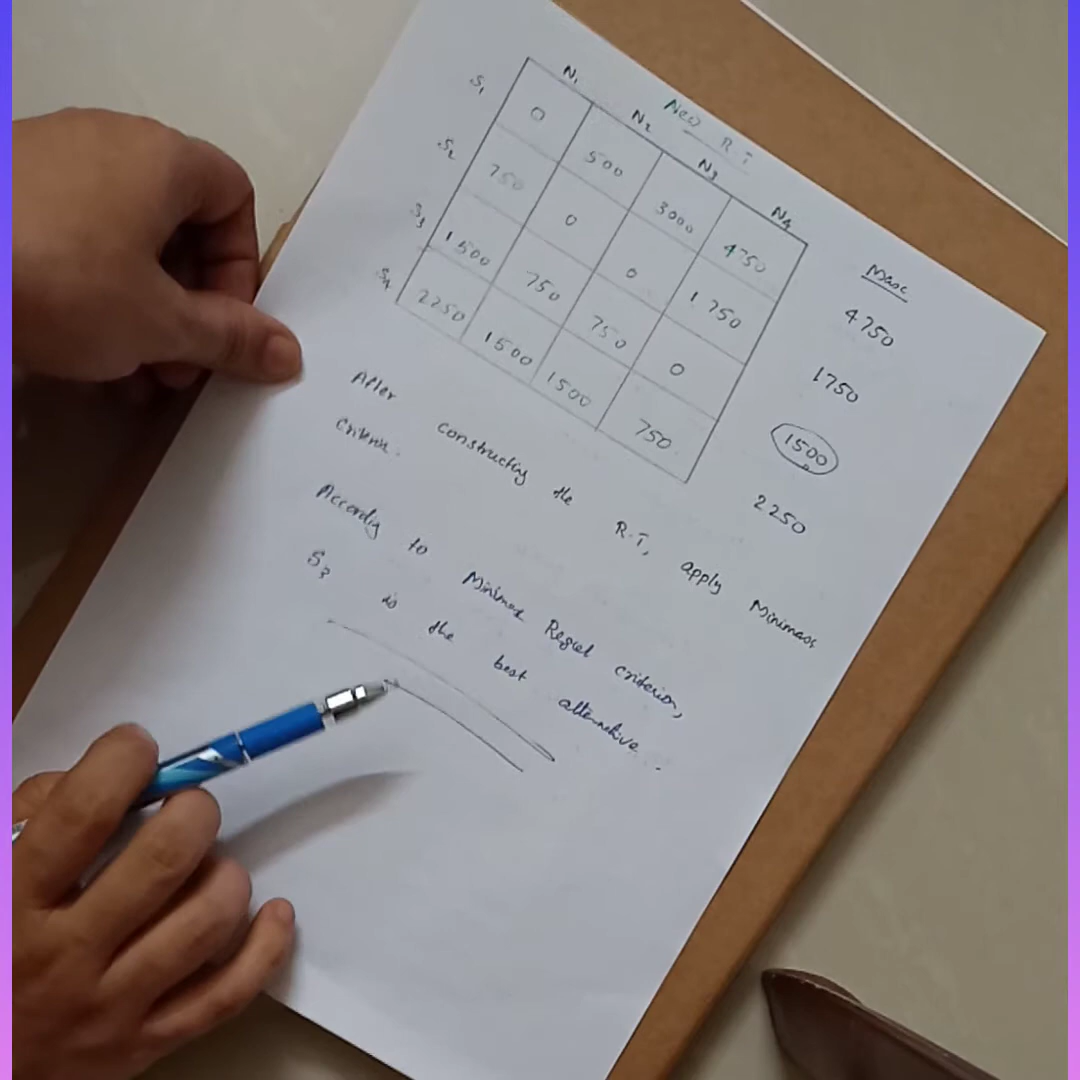 New R T
N1 N2 N3 N4 Max
S1 0 500 3000 4750 4750
S2 750 0 0 1750 1750
S3 1500 750 750 0 1500
S4 2250 1500 1500 750 2250
After constructing the R.T, apply Minimax
Criterion.
According to Minimax Regret criterion,
S3 is the best alternative.